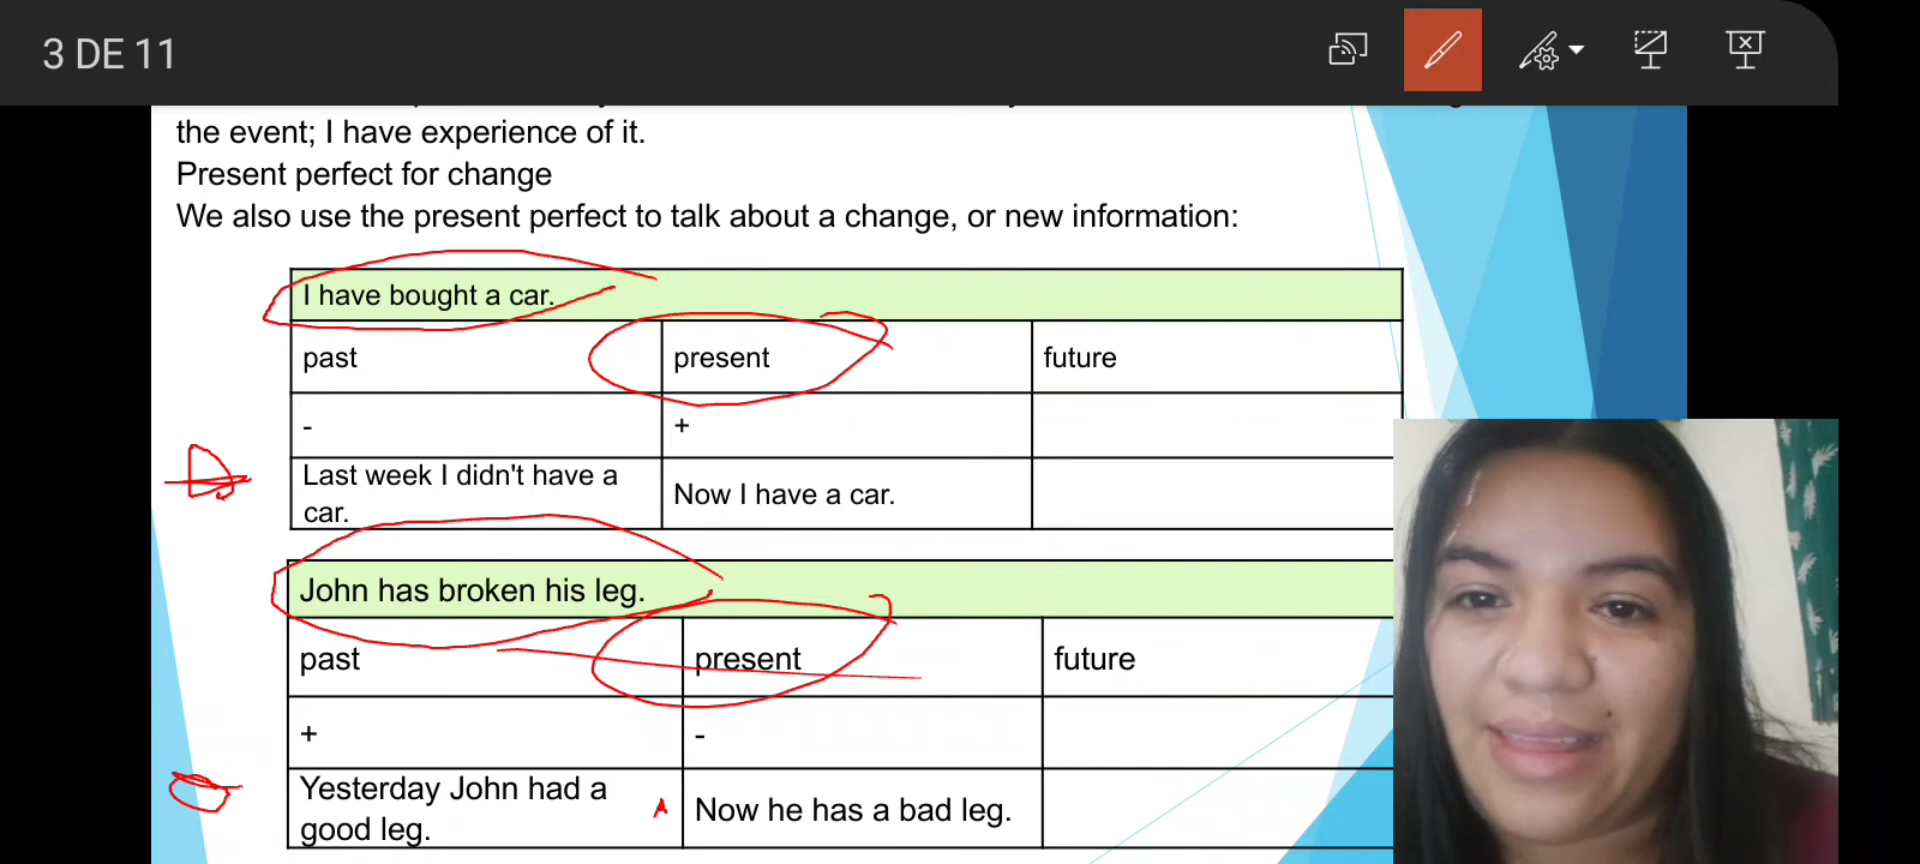 3 DE 11
the event; I have experience of it.
Present perfect for change
We also use the present perfect to talk about a change, or new information:
I have bought a car.
past present future
- +
Last week I didn't have a car. Now I have a car.
John has broken his leg.
past present future
+ -
Yesterday John had a good leg. Now he has a bad leg.